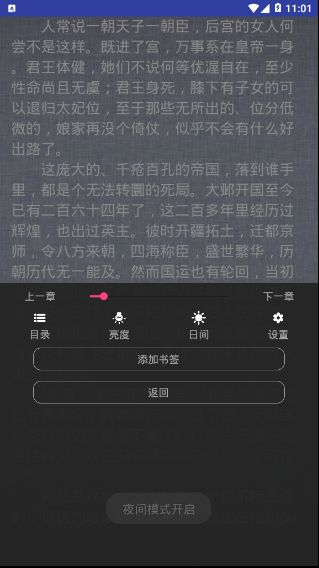 11:01
人常说一朝天子一朝臣，后宫的女人何
尝不是这样。既进了宫，万事系在皇帝一身
。君王体健，她们不说何等优渥自在，至少
性命尚且无虞；君王身死，膝下有子女的可
以退归太妃位，至于那些无所出的、位分低
微的，娘家再没个倚仗，似乎不会有什么好
出路了。
这庞大的、千疮百孔的帝国，落到谁手
里，都是个无法转圜的死局。大邺开国至今
已有二百六十四年了，这二百多年里经历过
辉煌，也出过英主。彼时开疆拓土，迁都京
师，令八方来朝，四海称臣，盛世繁华，历
朝历代无一能及。然而国运也有轮回，当初
上一章
下一章
目录
亮度
日间
设置
添加书签
返回
夜间模式开启